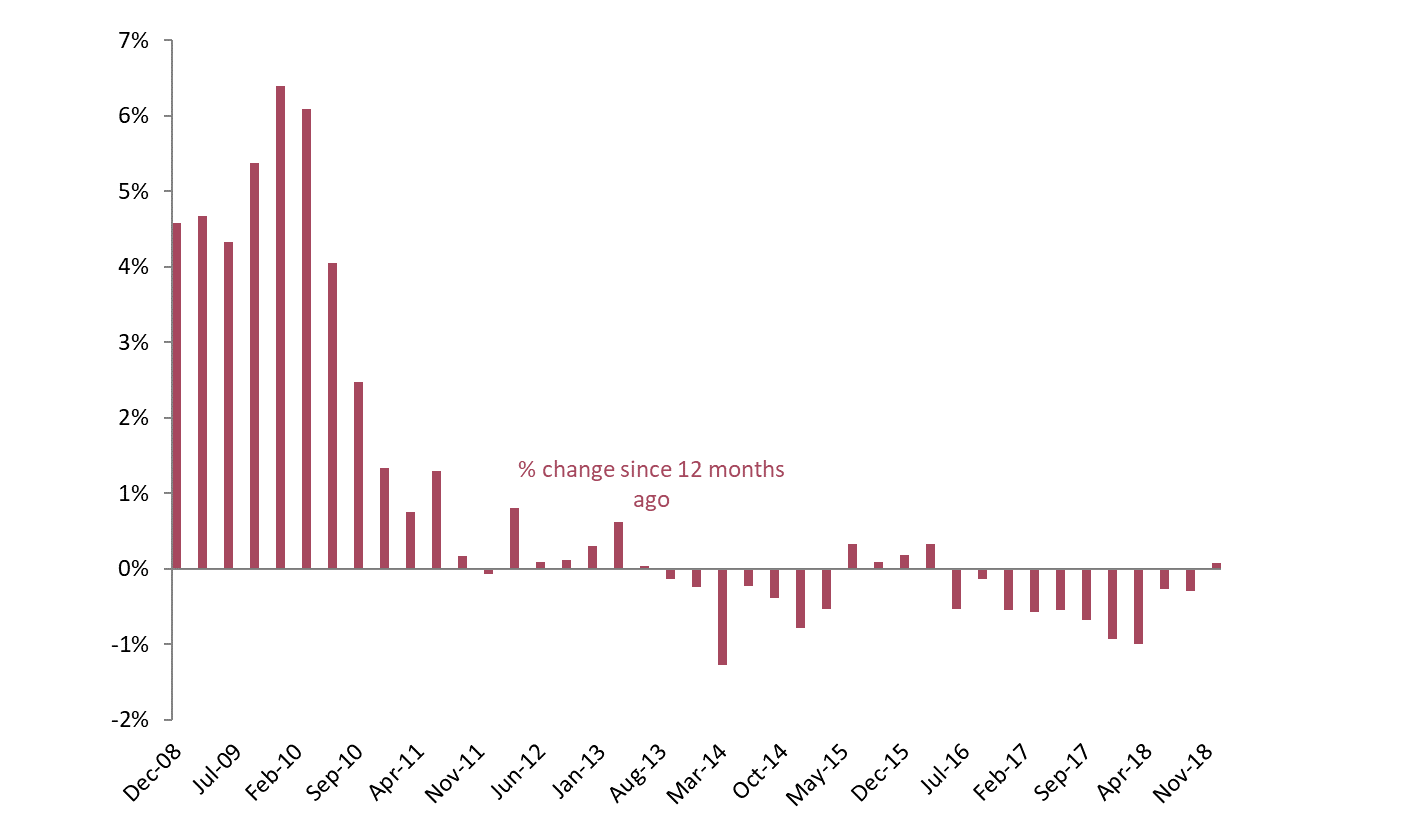 7%
6%
5%
4%
3%
2%
1%
0%
-1%
-2%
% change since 12 months
ago
Dec-08
Jul-09
Feb-10
Sep-10
Apr-11
Nov-11
Jun-12
Jan-13
Aug-13
Mar-14
Oct-14
May-15
Dec-15
Jul-16
Feb-17
Sep-17
Apr-18
Nov-18